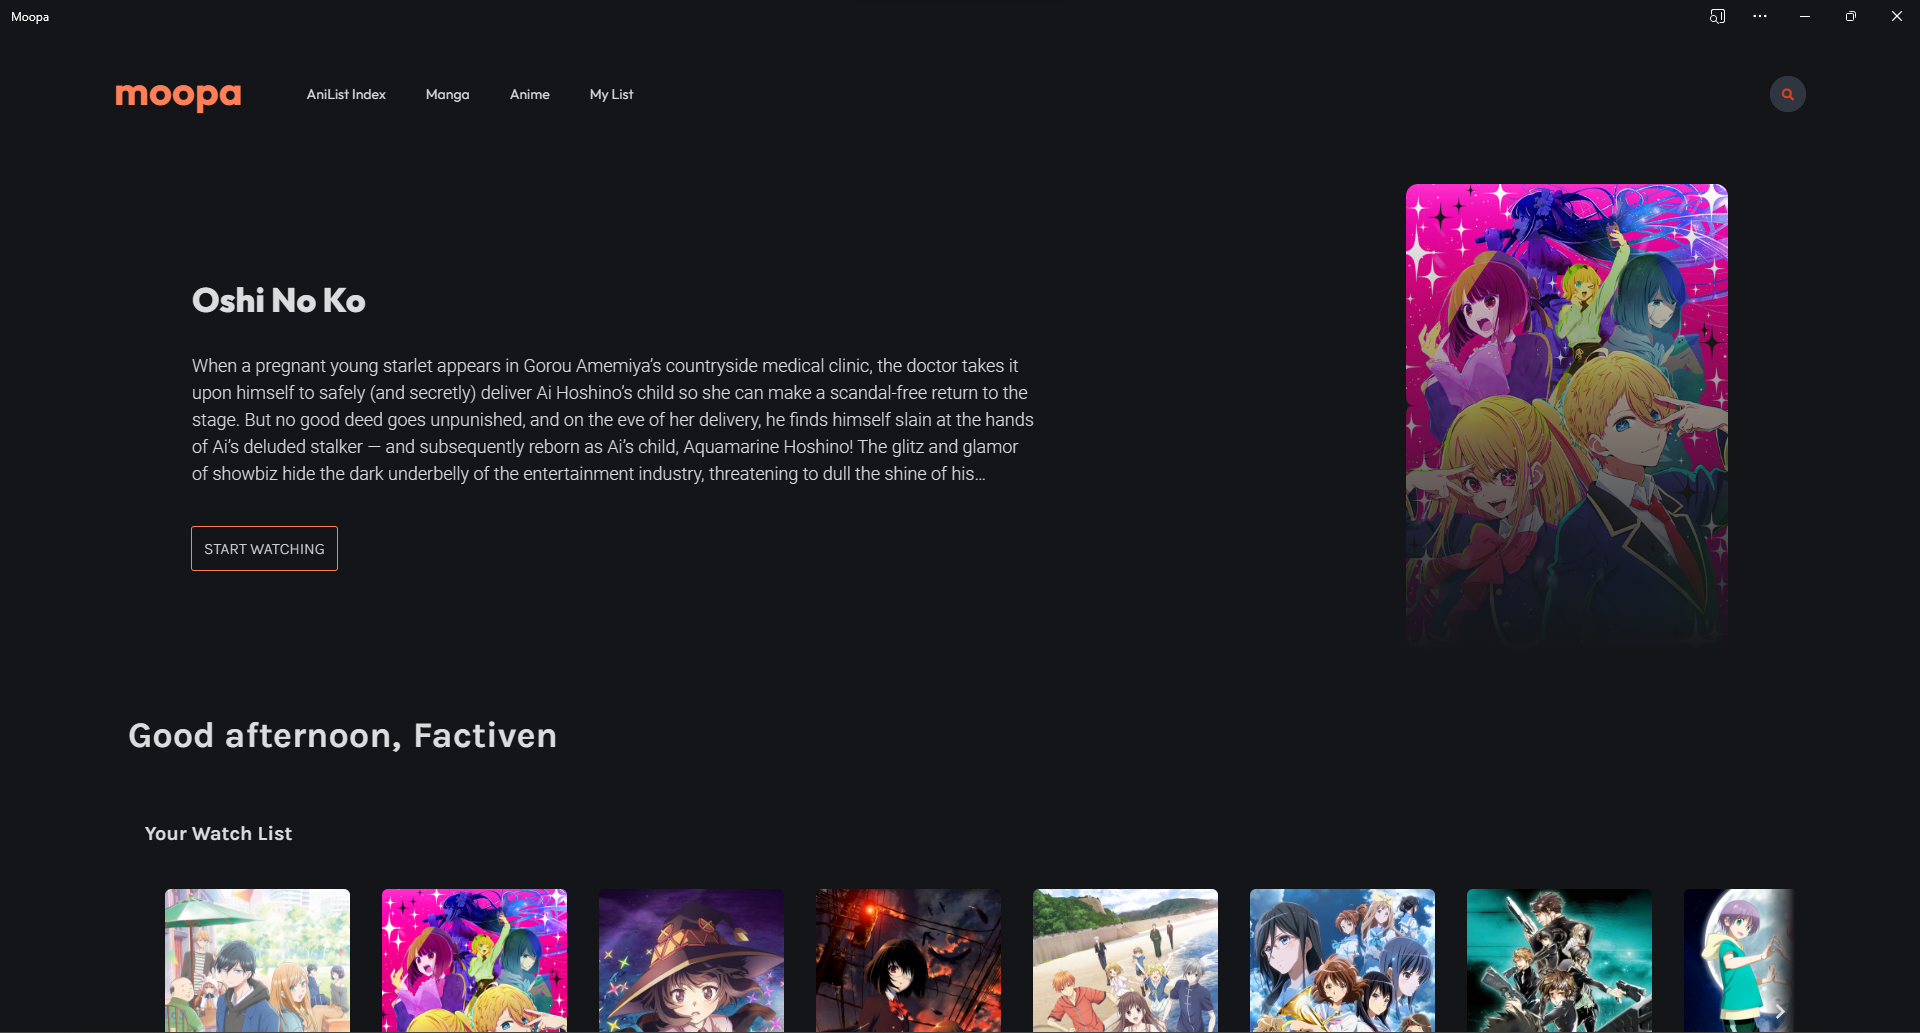 Moopa
moopa
AniList Index
Manga
Anime
My List
Oshi No Ko
When a pregnant young starlet appears in Gorou Amemiya’s countryside medical clinic, the doctor takes it
upon himself to safely (and secretly) deliver Ai Hoshino’s child so she can make a scandal-free return to the
stage. But no good deed goes unpunished, and on the eve of her delivery, he finds himself slain at the hands
of Ai’s deluded stalker — and subsequently reborn as Ai’s child, Aquamarine Hoshino! The glitz and glamor
of showbiz hide the dark underbelly of the entertainment industry, threatening to dull the shine of his...
START WATCHING
Good afternoon, Factiven
Your Watch List